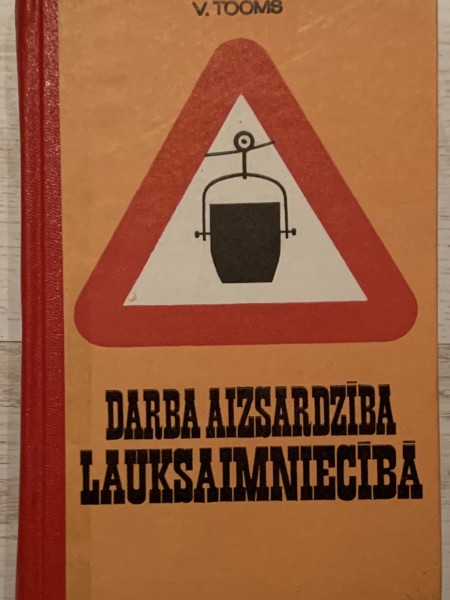 V. TOOMS
DARBA AIZSARDZĪBA
LAUKSAIMNIECĪBĀ